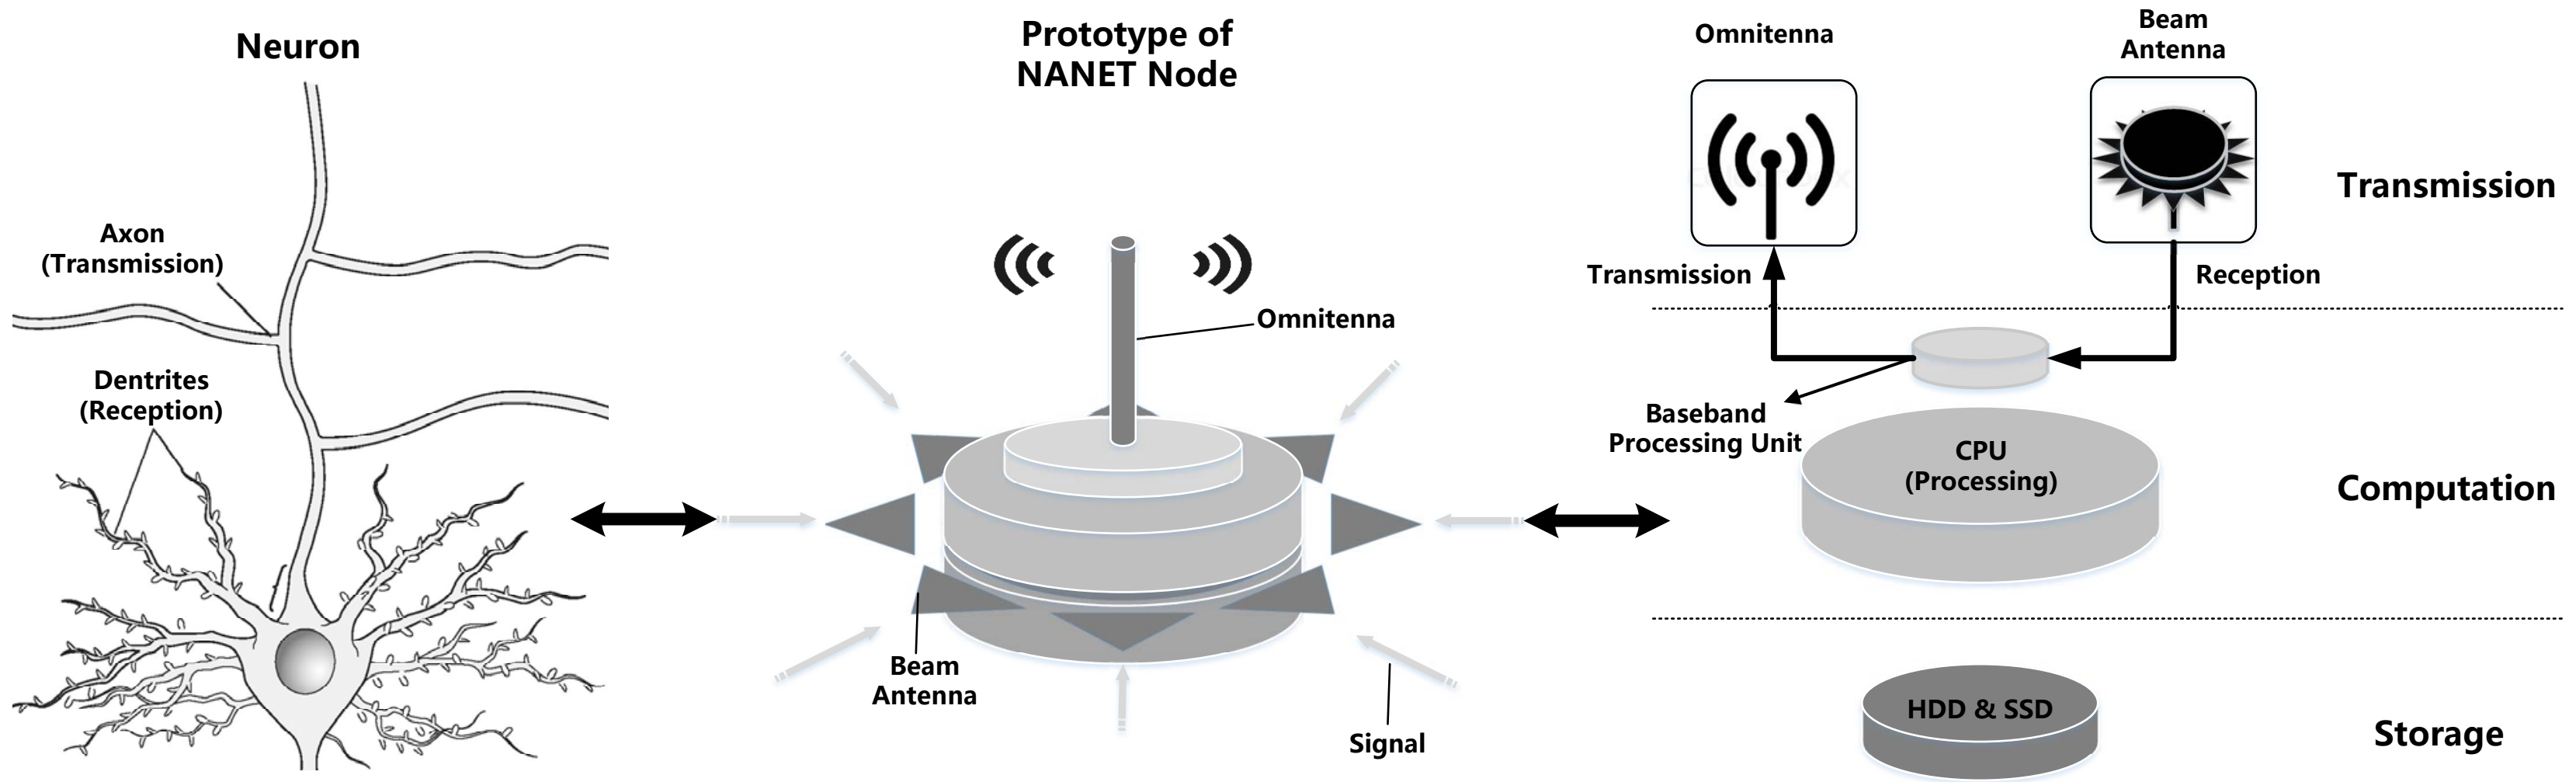 Neuron
Axon
(Transmission)
Dentrites
(Reception)
Prototype of
NANET Node
Omnitenna
Beam
Antenna
Signal
Omnitenna
Beam
Antenna
Transmission
Transmission
Reception
Baseband
Processing Unit
CPU
(Processing)
Computation
HDD & SSD
Storage